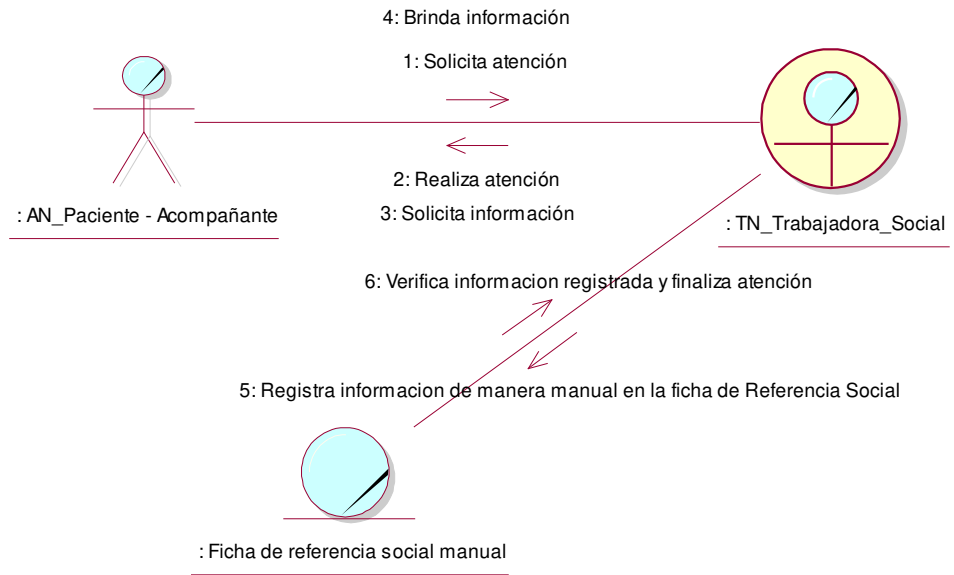 4: Brinda información
1: Solicita atención
2: Realiza atención
3: Solicita información
: AN_Paciente - Acompañante
: TN_Trabajadora_Social
6: Verifica informacion registrada y finaliza atención
5: Registra informacion de manera manual en la ficha de Referencia Social
: Ficha de referencia social manual